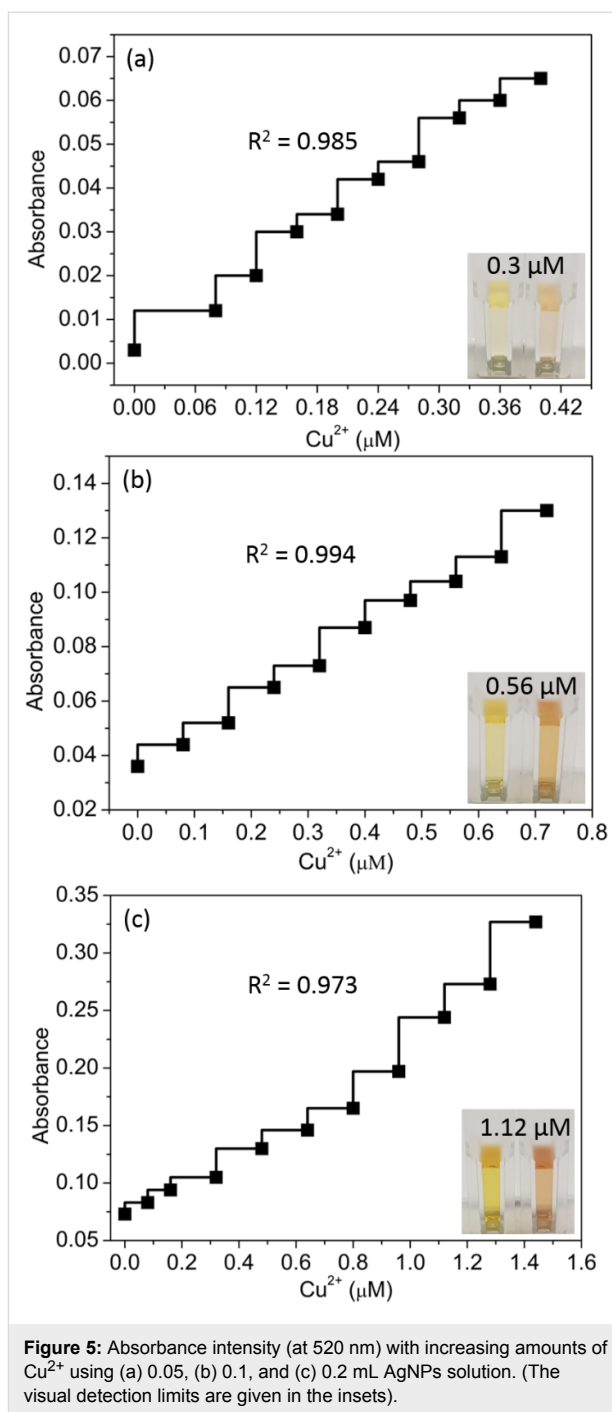 (a)
0.07
0.06
0.05
0.04
0.03
0.02
0.01
0.00
Absorbance
R² = 0.985
0.3 μM
0.00 0.06 0.12 0.18 0.24 0.30 0.36 0.42
Cu²⁺ (μM)
(b)
0.14
0.12
0.10
0.08
0.06
0.04
0.02
Absorbance
R² = 0.994
0.56 μM
0.0 0.1 0.2 0.3 0.4 0.5 0.6 0.7 0.8
Cu²⁺ (μM)
(c)
0.35
0.30
0.25
0.20
0.15
0.10
0.05
Absorbance
R² = 0.973
1.12 μM
0.0 0.2 0.4 0.6 0.8 1.0 1.2 1.4 1.6
Cu²⁺ (μM)
Figure 5: Absorbance intensity (at 520 nm) with increasing amounts of
Cu²⁺ using (a) 0.05, (b) 0.1, and (c) 0.2 mL AgNPs solution. (The
visual detection limits are given in the insets).